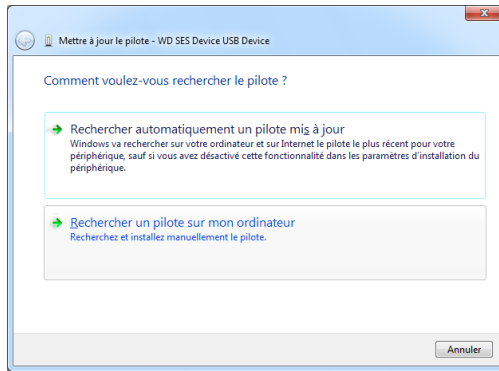 Mettre à jour le pilote - WD SES Device USB Device
Comment voulez-vous rechercher le pilote ?
Rechercher automatiquement un pilote mis à jour
Windows va rechercher sur votre ordinateur et sur Internet le pilote le plus récent pour votre
périphérique, sauf si vous avez désactivé cette fonctionnalité dans les paramètres d'installation du
périphérique.
Rechercher un pilote sur mon ordinateur
Recherchez et installez manuellement le pilote.
Annuler